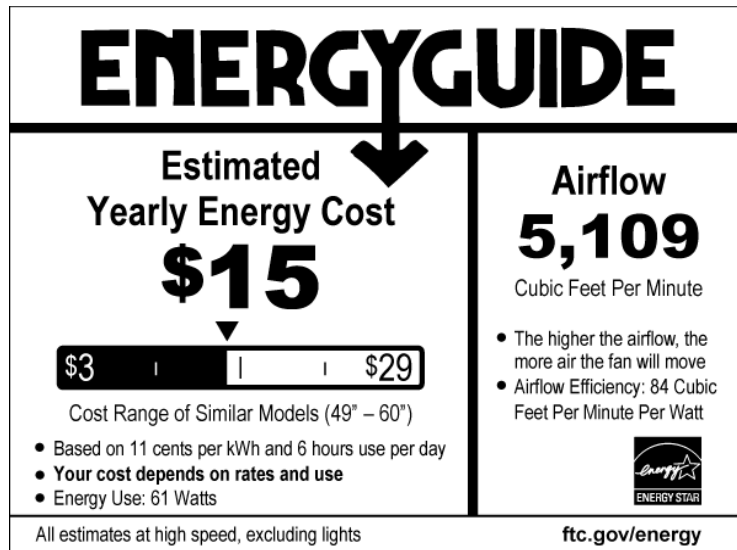 ENERGYGUIDE
Estimated
Yearly Energy Cost
$15
$3
$29
Cost Range of Similar Models (49” – 60”)
• Based on 11 cents per kWh and 6 hours use per day
• Your cost depends on rates and use
• Energy Use: 61 Watts
Airflow
5,109
Cubic Feet Per Minute
• The higher the airflow, the
more air the fan will move
• Airflow Efficiency: 84 Cubic
Feet Per Minute Per Watt
energy
ENERGY STAR
All estimates at high speed, excluding lights
ftc.gov/energy